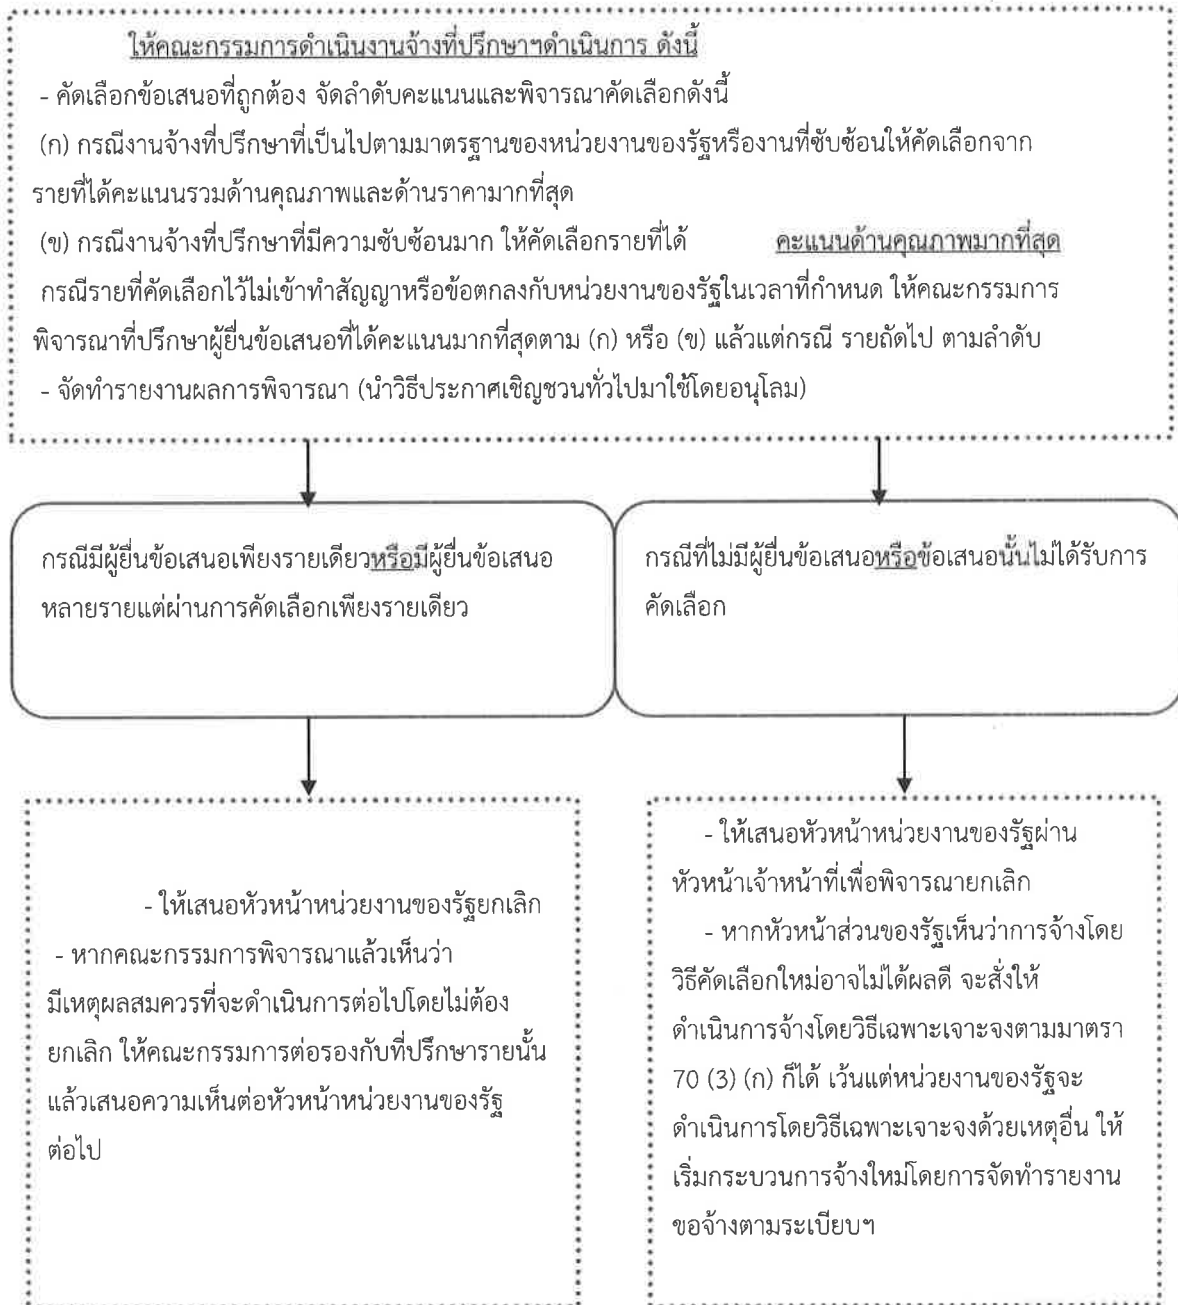 ให้คณะกรรมการดำเนินงานจ้างที่ปรึกษาฯดำเนินการ ดังนี้
- คัดเลือกข้อเสนอที่ถูกต้อง จัดลำดับคะแนนและพิจารณาคัดเลือกดังนี้
(ก) กรณีงานจ้างที่ปรึกษาที่เป็นไปตามมาตรฐานของหน่วยงานของรัฐหรืองานที่ซับซ้อนให้คัดเลือกจาก
รายที่ได้คะแนนรวมด้านคุณภาพและด้านราคามากที่สุด
(ข) กรณีงานจ้างที่ปรึกษาที่มีความซับซ้อนมาก ให้คัดเลือกรายที่ได้ คะแนนด้านคุณภาพมากที่สุด
กรณีรายที่คัดเลือกไว้ไม่เข้าทำสัญญาหรือข้อตกลงกับหน่วยงานของรัฐในเวลาที่กำหนด ให้คณะกรรมการ
พิจารณาที่ปรึกษาผู้ยื่นข้อเสนอที่ได้คะแนนมากที่สุดตาม (ก) หรือ (ข) แล้วแต่กรณี รายถัดไป ตามลำดับ
- จัดทำรายงานผลการพิจารณา (นำวิธีประกาศเชิญชวนทั่วไปมาใช้โดยอนุโลม)
กรณีมีผู้ยื่นข้อเสนอเพียงรายเดียวหรือมีผู้ยื่นข้อเสนอ
หลายรายแต่ผ่านการคัดเลือกเพียงรายเดียว
กรณีที่ไม่มีผู้ยื่นข้อเสนอหรือข้อเสนอนั้นไม่ได้รับการ
คัดเลือก
- ให้เสนอหัวหน้าหน่วยงานของรัฐยกเลิก
- หากคณะกรรมการพิจารณาแล้วเห็นว่า
มีเหตุผลสมควรที่จะดำเนินการต่อไปโดยไม่ต้อง
ยกเลิก ให้คณะกรรมการต่อรองกับที่ปรึกษารายนั้น
แล้วเสนอความเห็นต่อหัวหน้าหน่วยงานของรัฐ
ต่อไป
- ให้เสนอหัวหน้าหน่วยงานของรัฐผ่าน
หัวหน้าเจ้าหน้าที่เพื่อพิจารณายกเลิก
- หากหัวหน้าส่วนของรัฐเห็นว่าการจ้างโดย
วิธีคัดเลือกใหม่อาจไม่ได้ผลดี จะสั่งให้
ดำเนินการจ้างโดยวิธีเฉพาะเจาะจงตามมาตรา
70 (3) (ก) ก็ได้ เว้นแต่หน่วยงานของรัฐจะ
ดำเนินการโดยวิธีเฉพาะเจาะจงด้วยเหตุอื่น ให้
เริ่มกระบวนการจ้างใหม่โดยการจัดทำรายงาน
ขอจ้างตามระเบียบฯ